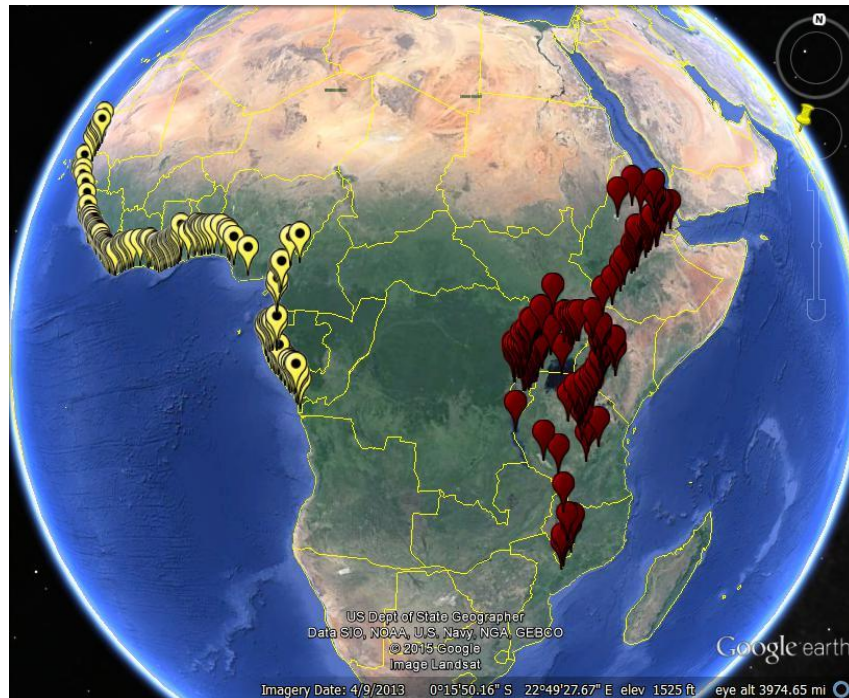 N
US Dept of State Geographer
Data SIO, NOAA, U.S. Navy, NGA, GEBCO
© 2015 Google
Image Landsat
Google earth
Imagery Date: 4/9/2013 0°15'50.16" S 22°49'27.67" E elev 1525 ft eye alt 3974.65 mi